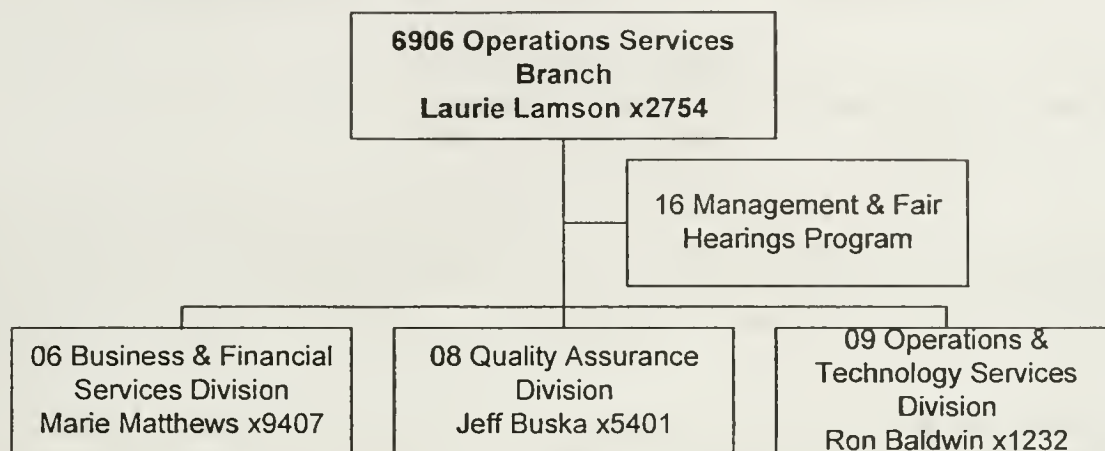 6906 Operations Services
Branch
Laurie Lamson x2754
16 Management & Fair
Hearings Program
06 Business & Financial
Services Division
Marie Matthews x9407
08 Quality Assurance
Division
Jeff Buska x5401
09 Operations &
Technology Services
Division
Ron Baldwin x1232